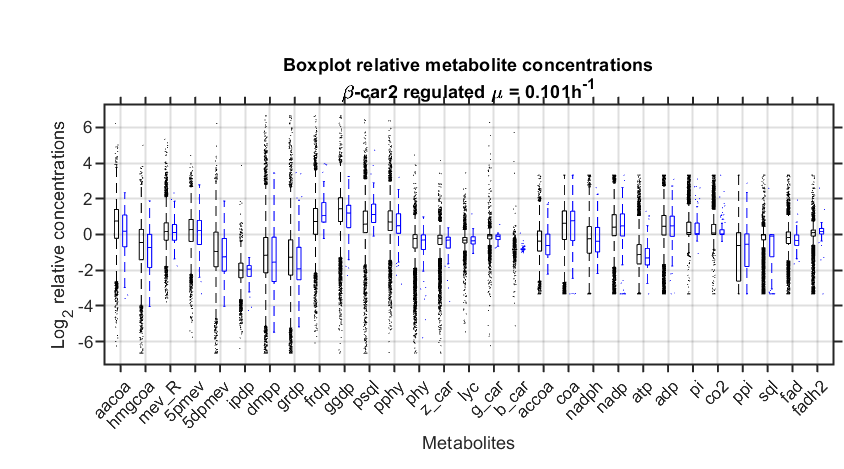 Boxplot relative metabolite concentrations
β-car2 regulated μ = 0.101h-1
Log2 relative concentrations
6
4
2
0
-2
-4
-6
aacoa
hmgcoa
mev_R
5pmev
5dpmev
ipdp
dmpp
grdp
frdp
ggdp
psql
pphy
phy
z_car
lyc
g_car
b_car
accoa
coa
nadph
nadp
atp
adp
pi
co2
ppi
sql
fad
fadh2
Metabolites